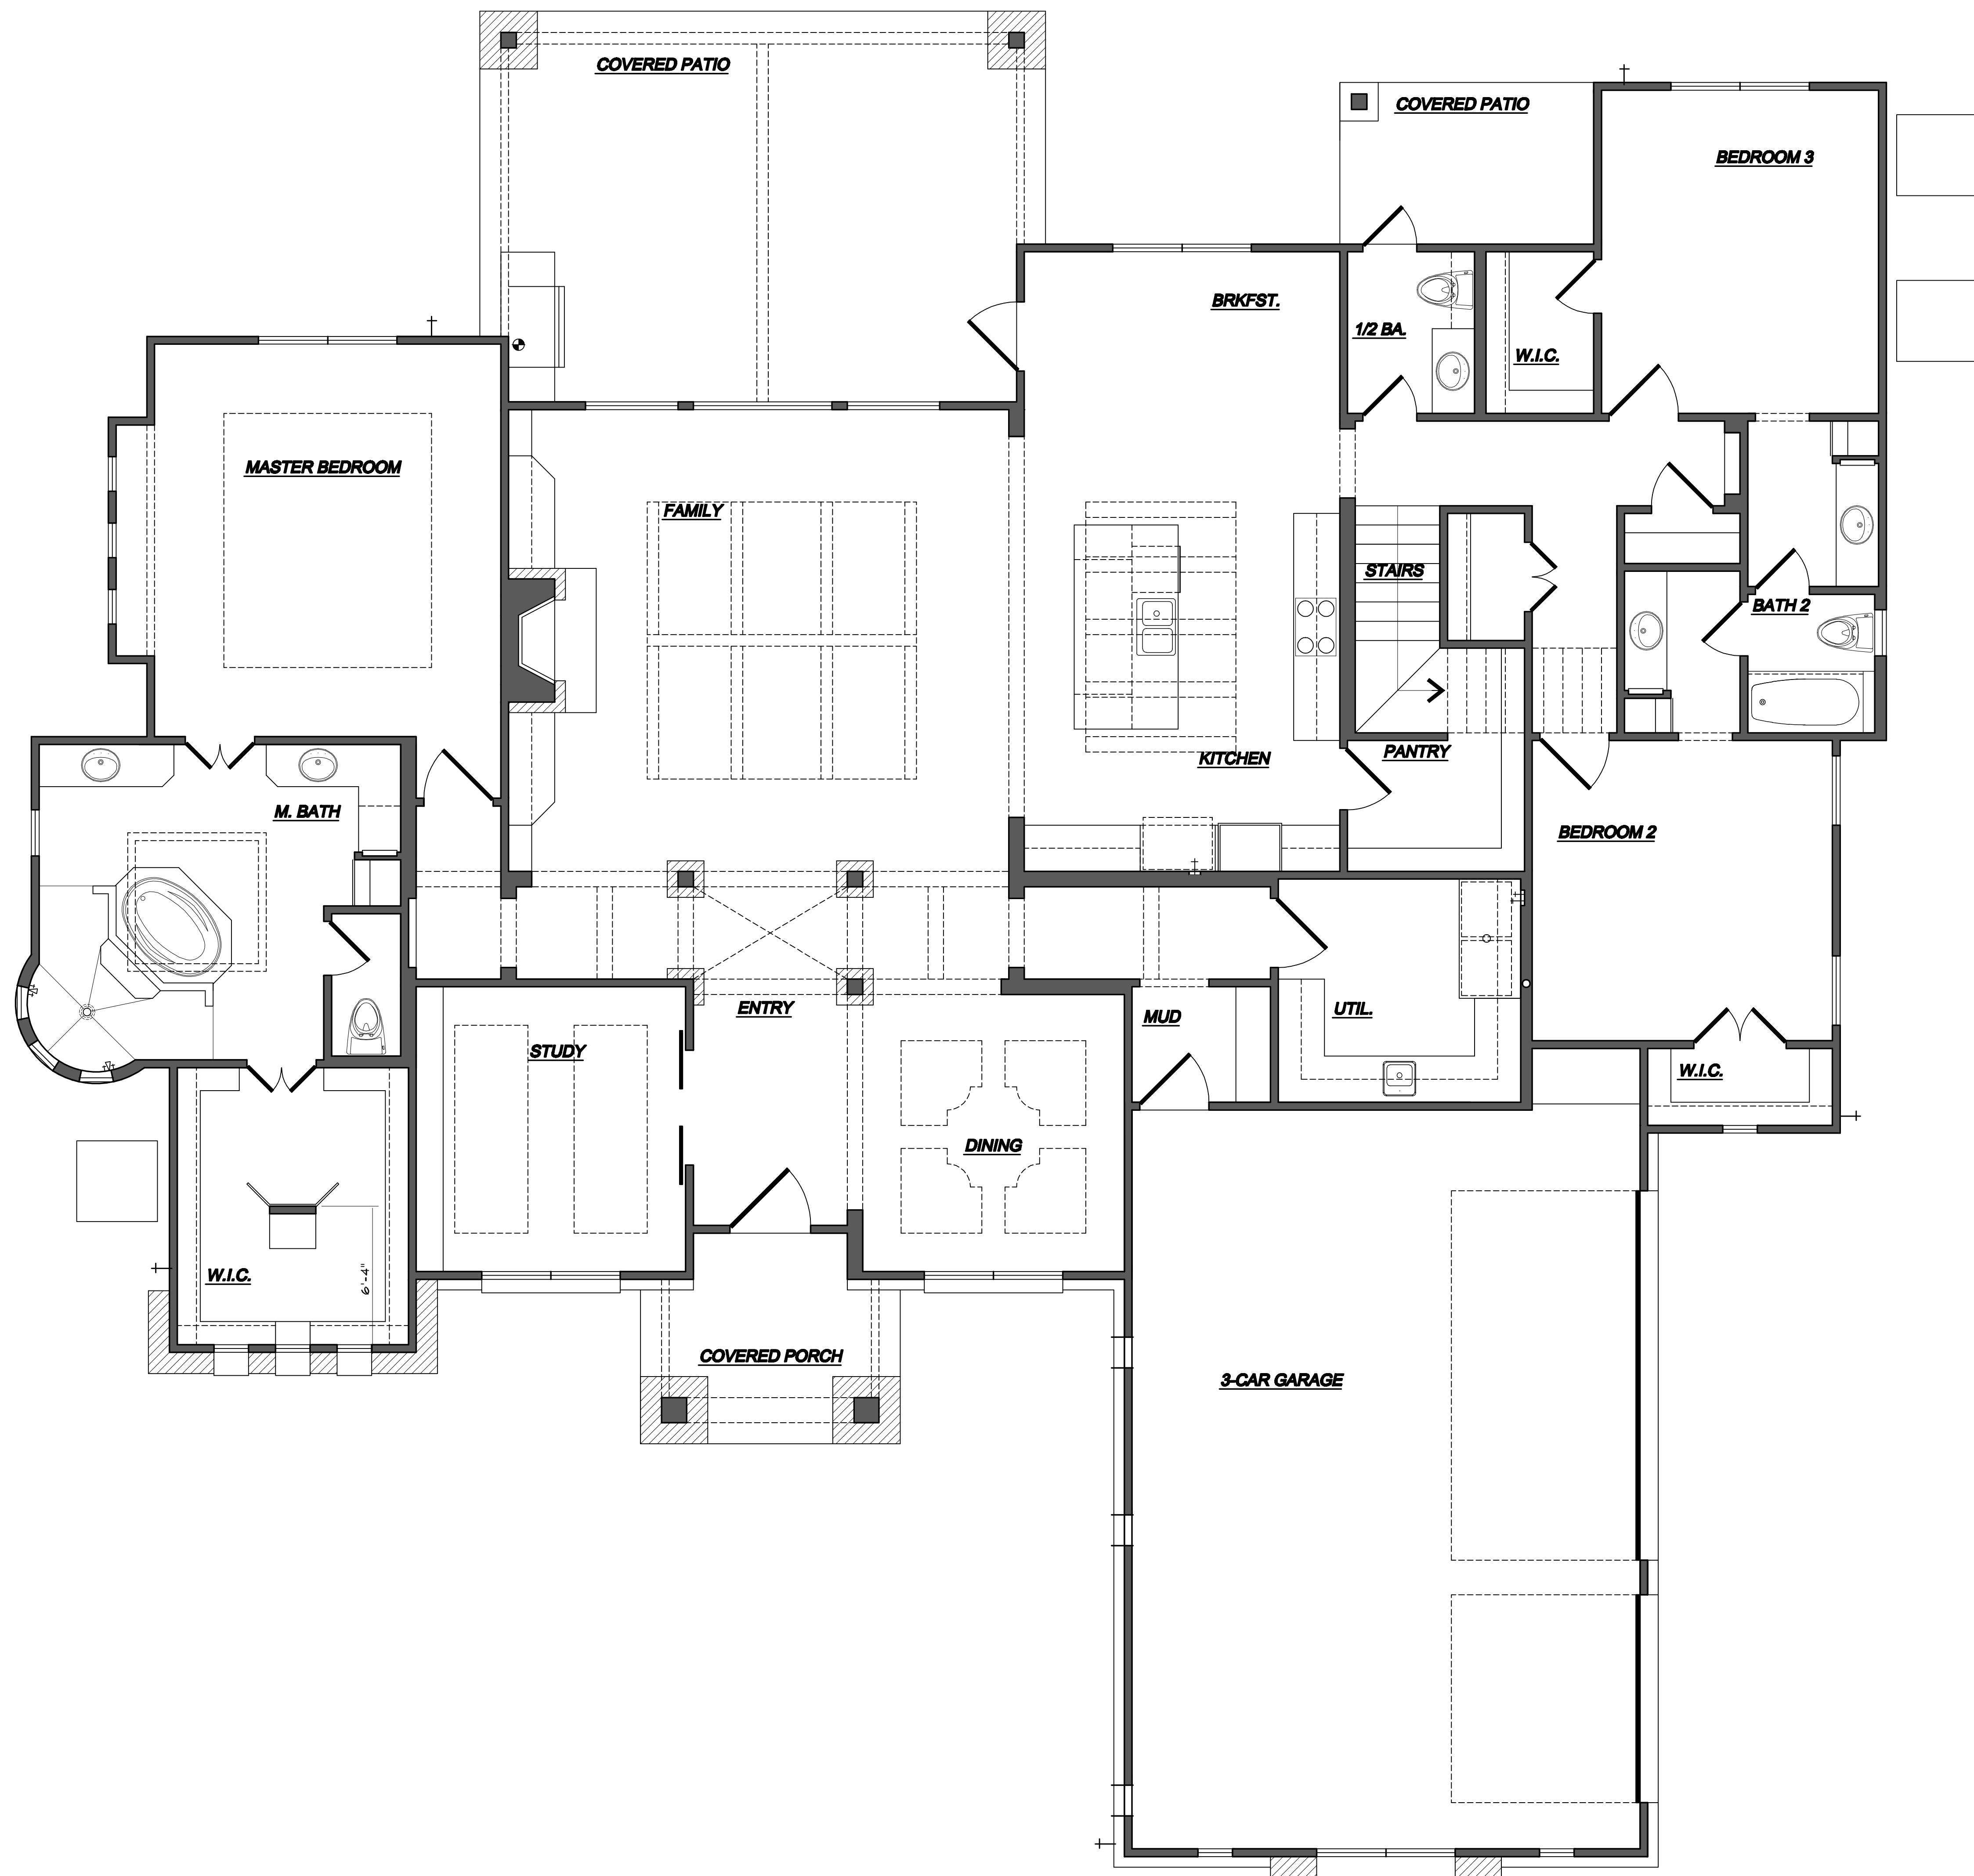 COVERED PATIO
COVERED PATIO
BEDROOM 3
BRKFST.
1/2 BA.
W.I.C.
MASTER BEDROOM
FAMILY
STAIRS
BATH 2
KITCHEN
PANTRY
M. BATH
BEDROOM 2
ENTRY
MUD
UTIL.
STUDY
W.I.C.
DINING
W.I.C.
6'-4"
COVERED PORCH
3-CAR GARAGE